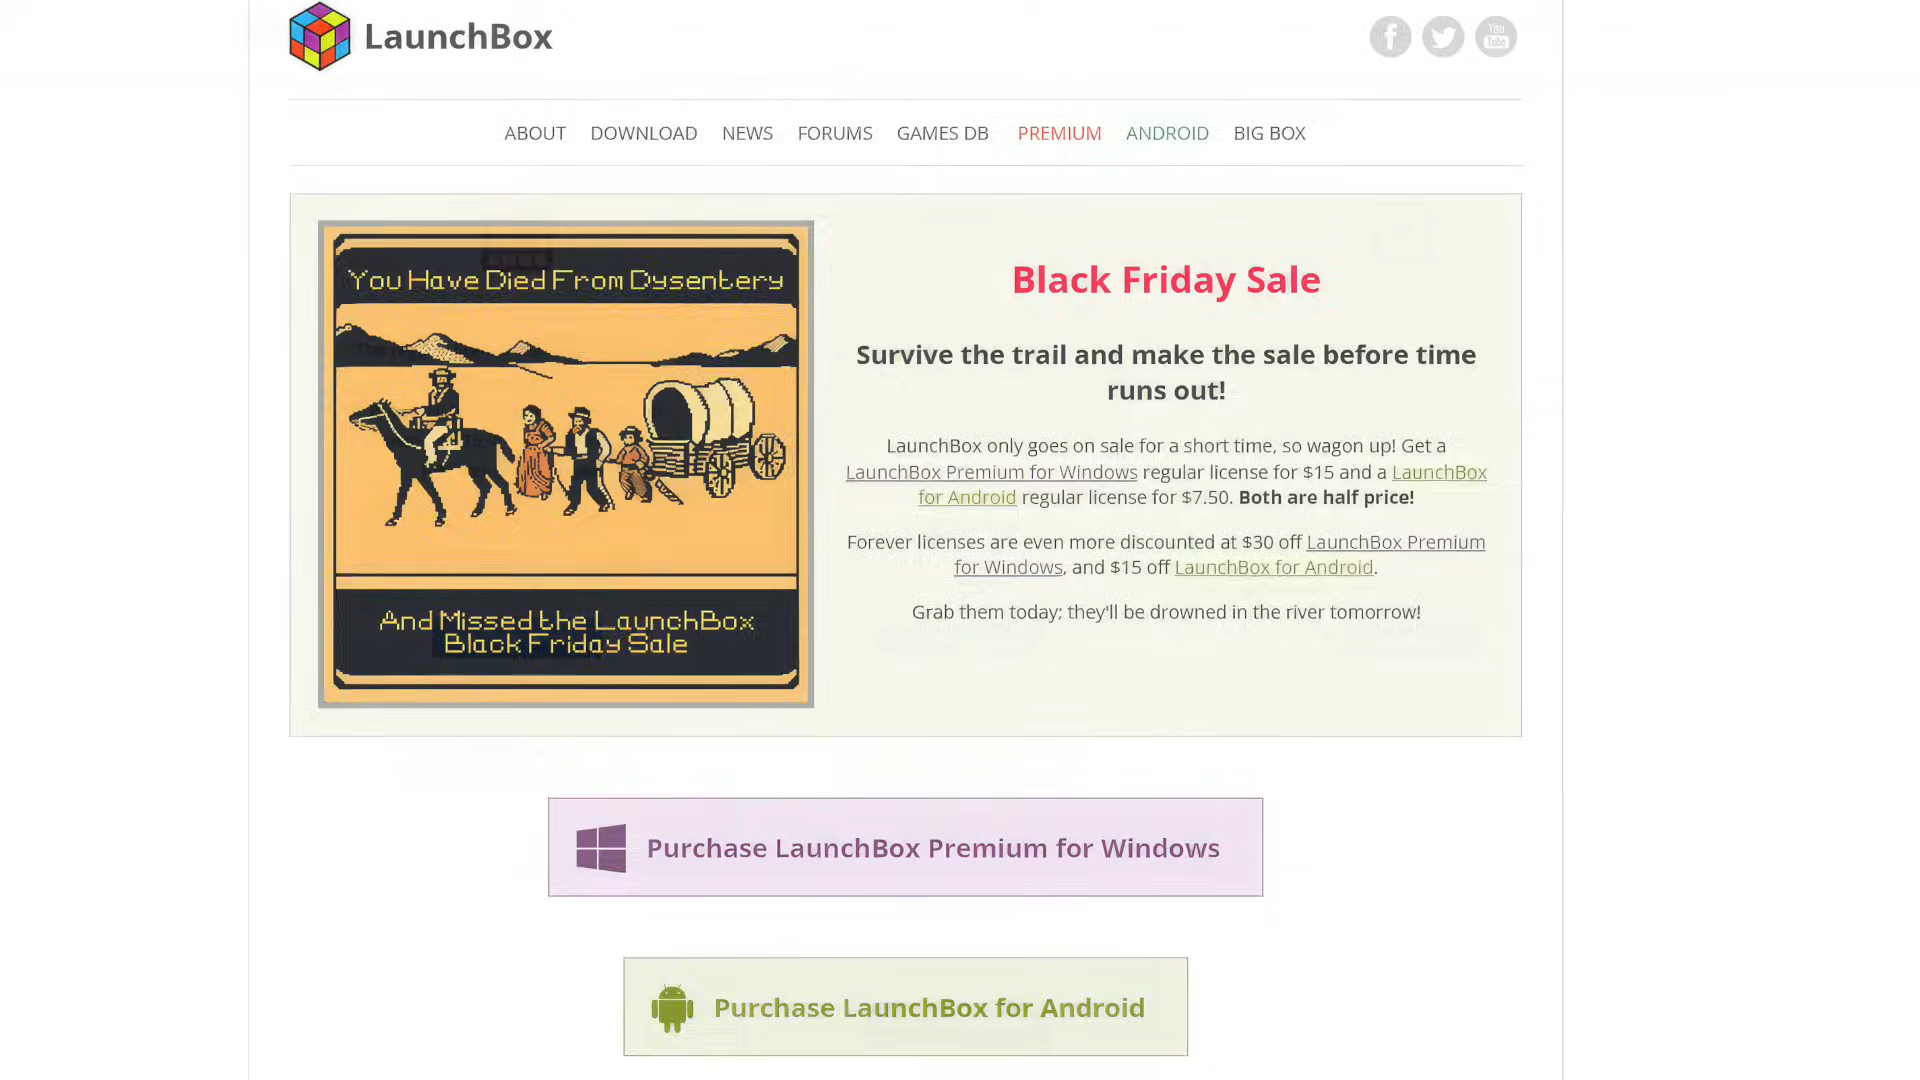 LaunchBox
You Tube
ABOUT DOWNLOAD NEWS FORUMS GAMES DB PREMIUM ANDROID BIG BOX
You Have Died From Dysentery
And Missed the LaunchBox
Black Friday Sale
Black Friday Sale
Survive the trail and make the sale before time
runs out!
LaunchBox only goes on sale for a short time, so wagon up! Get a
LaunchBox Premium for Windows regular license for $15 and a LaunchBox
for Android regular license for $7.50. Both are half price!
Forever licenses are even more discounted at $30 off LaunchBox Premium
for Windows, and $15 off LaunchBox for Android.
Grab them today; they'll be drowned in the river tomorrow!
Purchase LaunchBox Premium for Windows
Purchase LaunchBox for Android